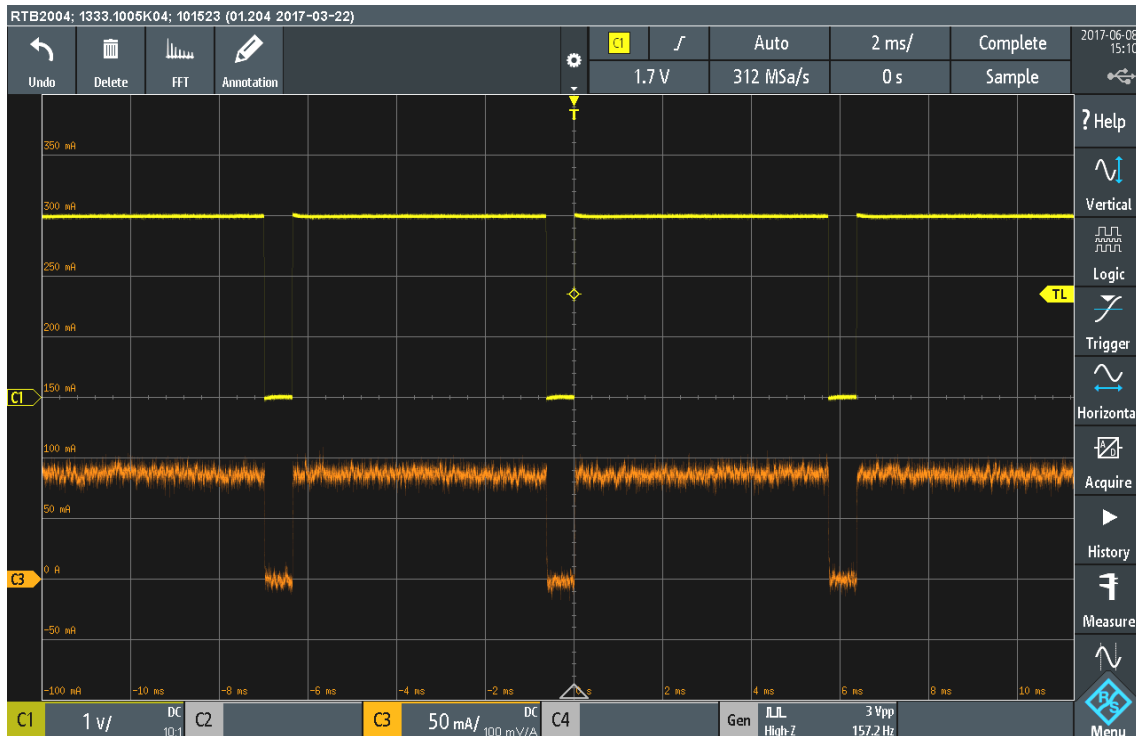 RTB2004; 1333.1005K04; 101523 (01.204 2017-03-22)
Undo
Delete
FFT
Annotation
C1
Auto
2 ms/
Complete
2017-06-08
15:10
1.7 V
312 MSa/s
0 s
Sample
T
? Help
Vertical
Logic
Trigger
Horizonta
Acquire
History
Measure
Menu
350 mA
300 mA
250 mA
200 mA
150 mA
100 mA
50 mA
0 A
-50 mA
-100 mA
TL
C1
C3
-10 ms
-8 ms
-6 ms
-4 ms
-2 ms
0 s
2 ms
4 ms
6 ms
8 ms
10 ms
C1
1 V/
DC
10:1
C2
C3
50 mA/
DC
100 mV/A
C4
Gen
High-Z
3 Vpp
157.2 Hz
R&S